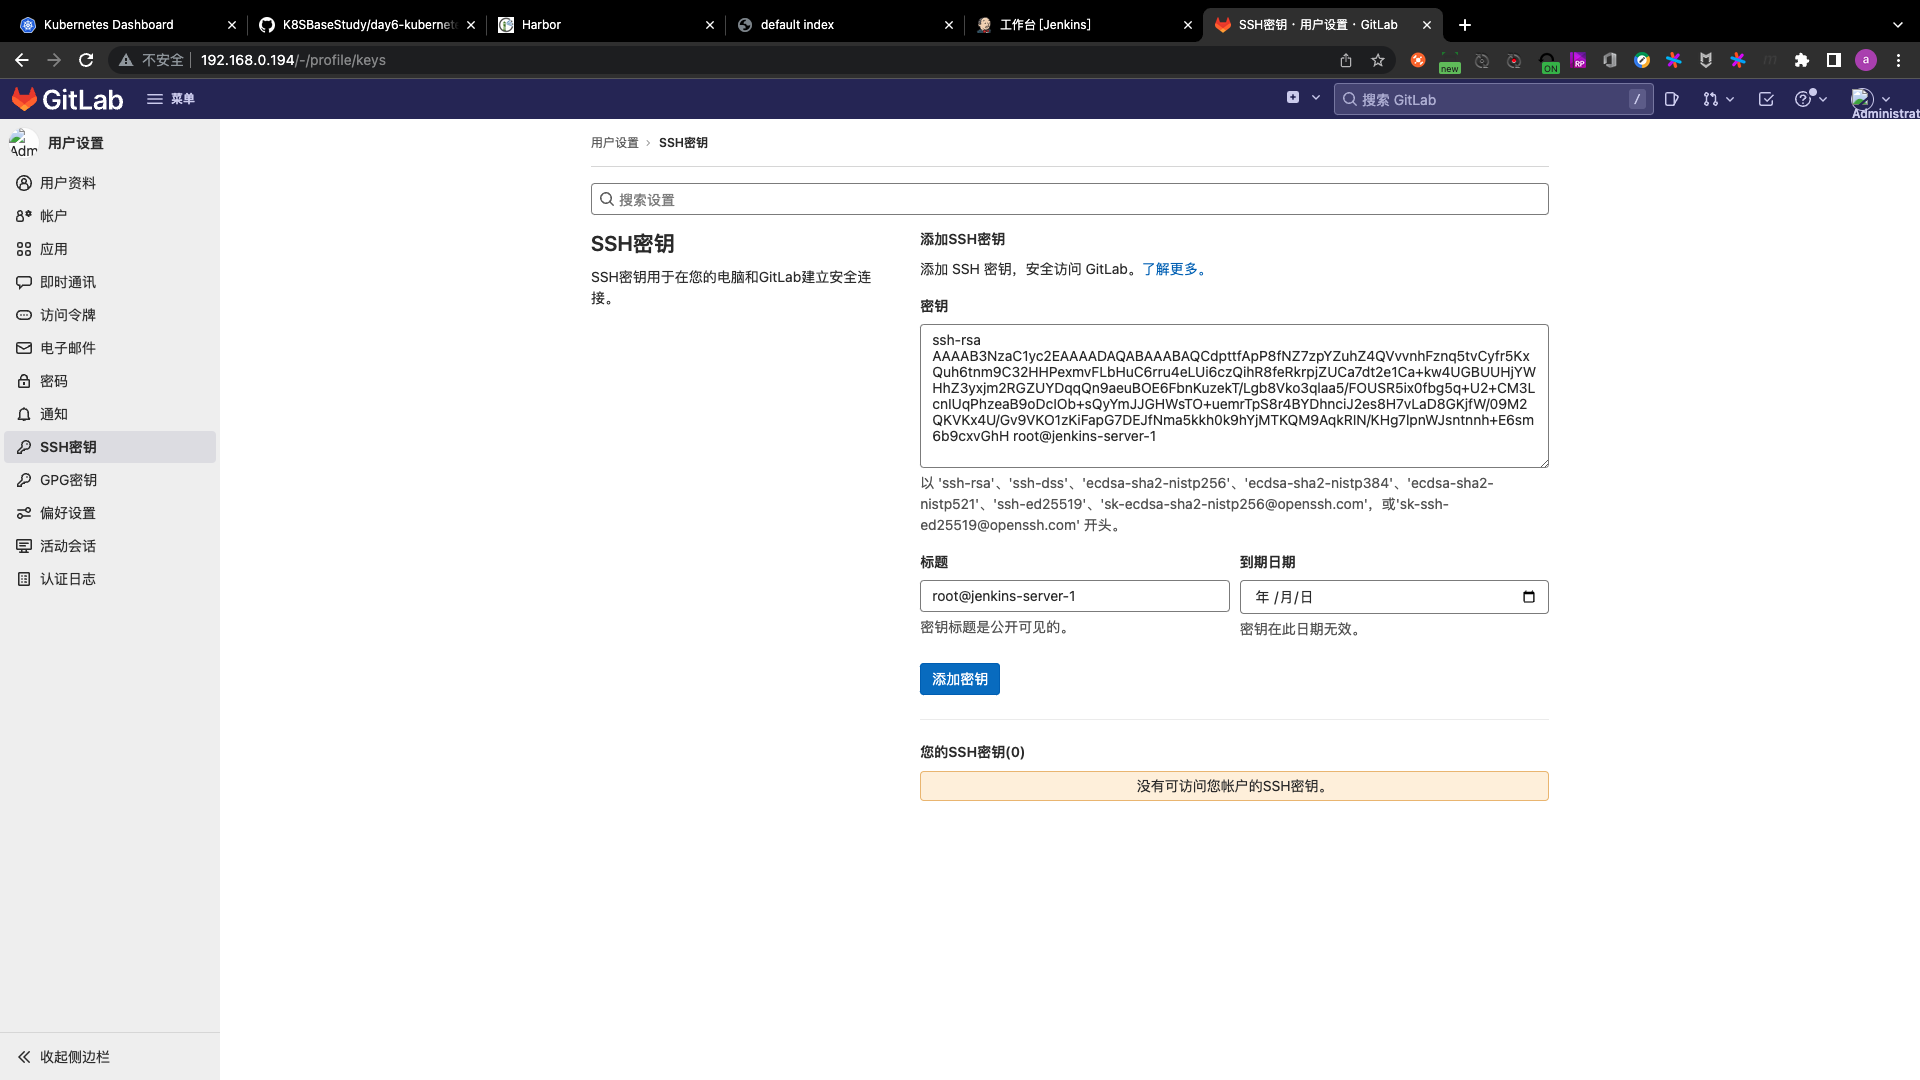 Kubernetes Dashboard
K8SBaseStudy/day6-kubernete
Harbor
default index
工作台 [Jenkins]
SSH密钥 · 用户设置 · GitLab
不安全
192.168.0.194/-/profile/keys
new
ON
RP
a
GitLab
菜单
搜索 GitLab
/
Administrat
Adm
用户设置
用户资料
帐户
应用
即时通讯
访问令牌
电子邮件
密码
通知
SSH密钥
GPG密钥
偏好设置
活动会话
认证日志
收起侧边栏
用户设置 › SSH密钥
搜索设置
SSH密钥
SSH密钥用于在您的电脑和GitLab建立安全连
接。
添加SSH密钥
添加 SSH 密钥，安全访问 GitLab。了解更多。
密钥
ssh-rsa
AAAAB3NzaC1yc2EAAAADAQABAAABAQCdpttfApP8fNZ7zpYZuhZ4QVvvnhFznq5tvCyfr5Kx
Quh6tnm9C32HHPexmvFLbHuC6rru4eLUi6czQihR8feRkrpjZUCa7dt2e1Ca+kw4UGBUUHjYW
HhZ3yxjm2RGZUYDqqQn9aeuBOE6FbnKuzekT/Lgb8Vko3qlaa5/FOUSR5ix0fbg5q+U2+CM3L
cnIUqPhzeaB9oDcIOb+sQyYmJJGHWsTO+uemrTpS8r4BYDhnciJ2es8H7vLaD8GKjfW/09M2
QKVKx4U/Gv9VKO1zKiFapG7DEJfNma5kkh0k9hYjMTKQM9AqkRIN/KHg7lpnWJsntnnh+E6sm
6b9cxvGhH root@jenkins-server-1
以 'ssh-rsa'、'ssh-dss'、'ecdsa-sha2-nistp256'、'ecdsa-sha2-nistp384'、'ecdsa-sha2-
nistp521'、'ssh-ed25519'、'sk-ecdsa-sha2-nistp256@openssh.com'，或'sk-ssh-
ed25519@openssh.com' 开头。
标题
到期日期
root@jenkins-server-1
年 /月/日
密钥标题是公开可见的。
密钥在此日期无效。
添加密钥
您的SSH密钥(0)
没有可访问您帐户的SSH密钥。